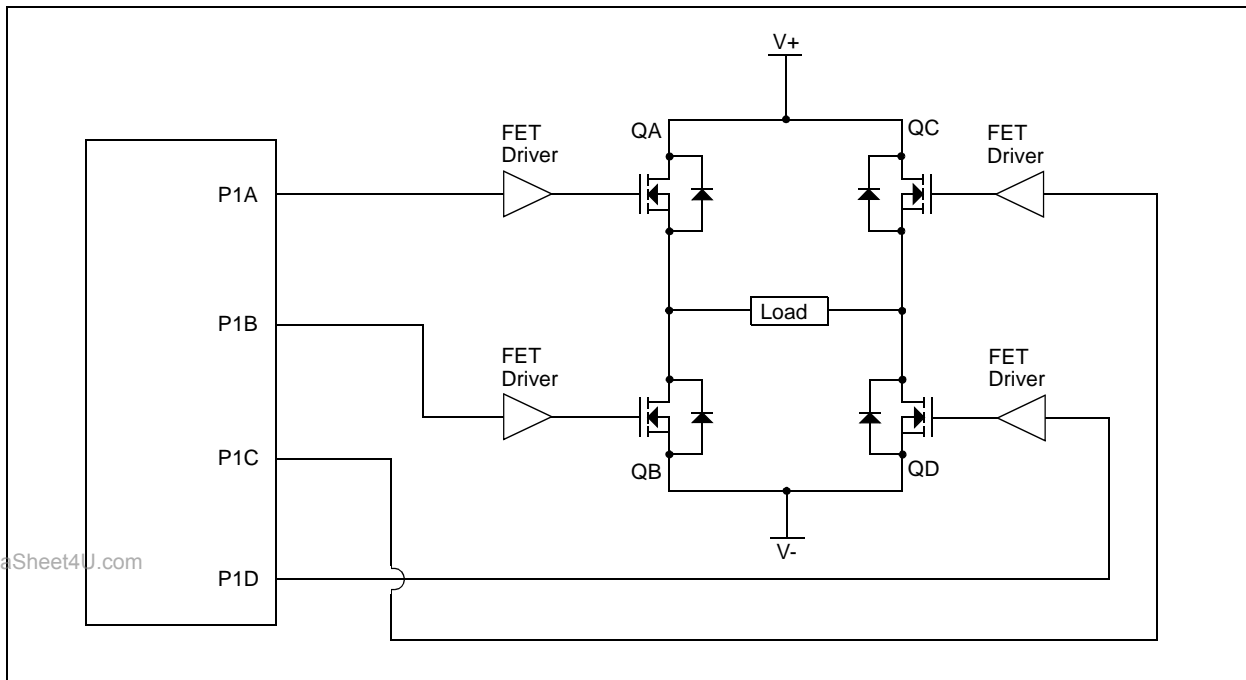 V+
QA
QC
FET
Driver
FET
Driver
P1A
P1B
Load
FET
Driver
FET
Driver
P1C
QB
QD
V-
aSheet4U.com
P1D